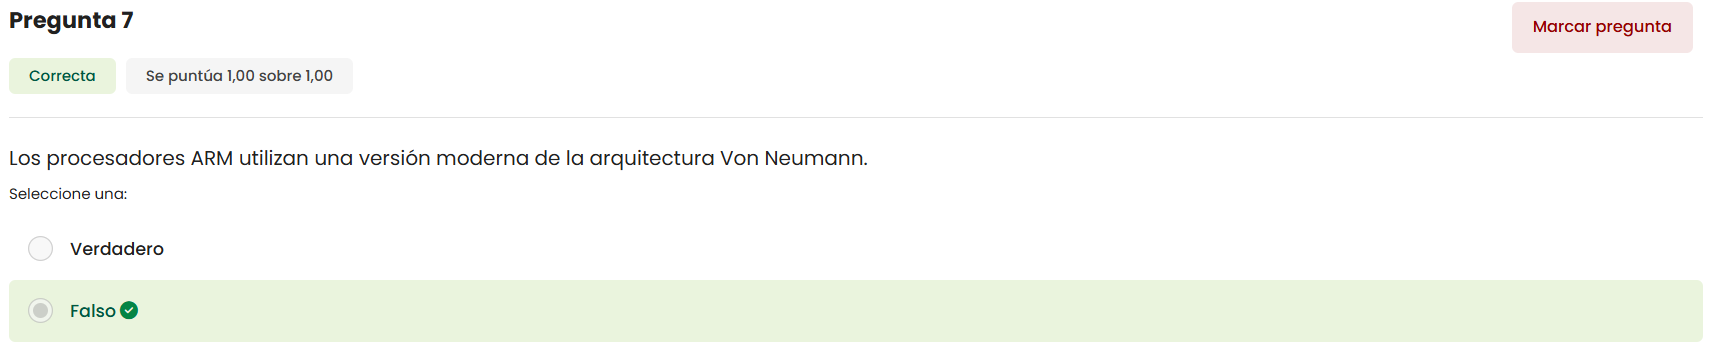 Pregunta 7
Marcar pregunta
Correcta
Se puntúa 1,00 sobre 1,00
Los procesadores ARM utilizan una versión moderna de la arquitectura Von Neumann.
Seleccione una:
Verdadero
Falso